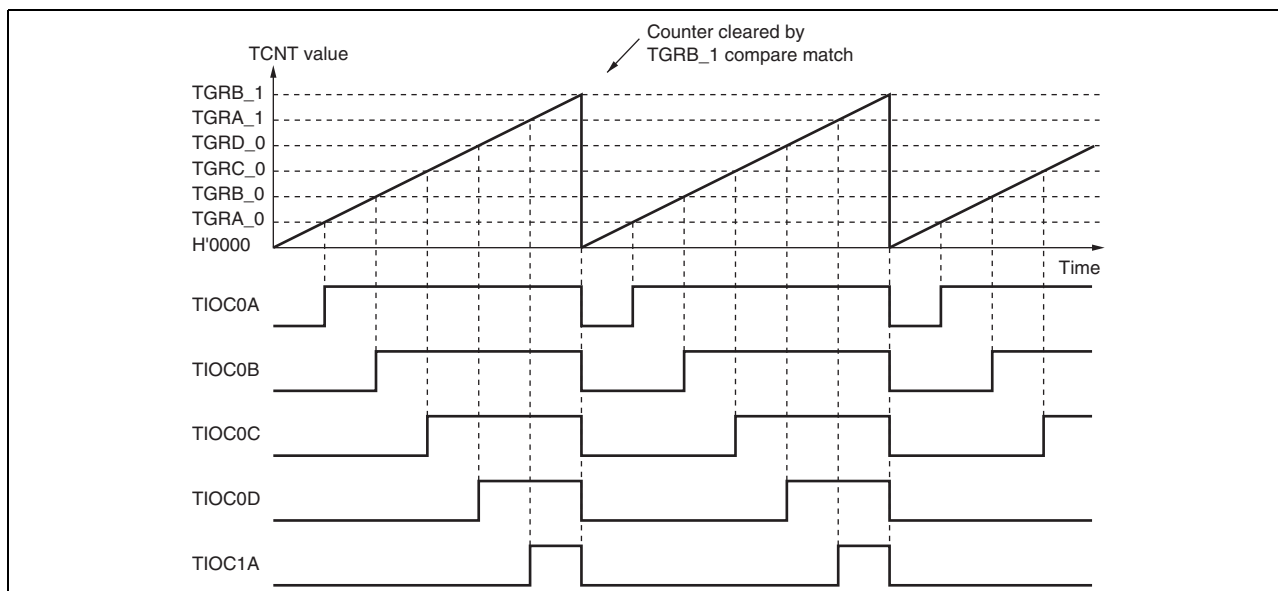 Counter cleared by
TGRB_1 compare match
TCNT value
TGRB_1
TGRA_1
TGRD_0
TGRC_0
TGRB_0
TGRA_0
H'0000
Time
TIOC0A
TIOC0B
TIOC0C
TIOC0D
TIOC1A